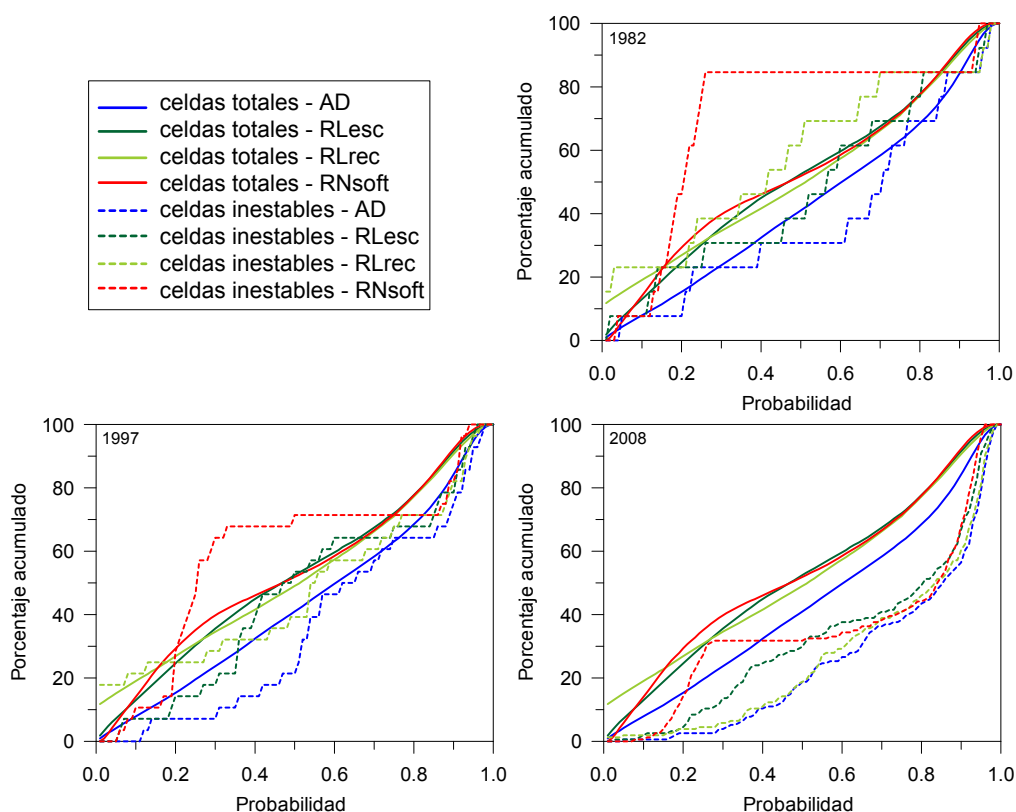 celdas totales - AD
celdas totales - RLesc
celdas totales - RLrec
celdas totales - RNsoft
celdas inestables - AD
celdas inestables - RLesc
celdas inestables - RLrec
celdas inestables - RNsoft
1982
Porcentaje acumulado
100
80
60
40
20
0
0.0 0.2 0.4 0.6 0.8 1.0
Probabilidad
1997
Porcentaje acumulado
100
80
60
40
20
0
0.0 0.2 0.4 0.6 0.8 1.0
Probabilidad
2008
Porcentaje acumulado
100
80
60
40
20
0
0.0 0.2 0.4 0.6 0.8 1.0
Probabilidad